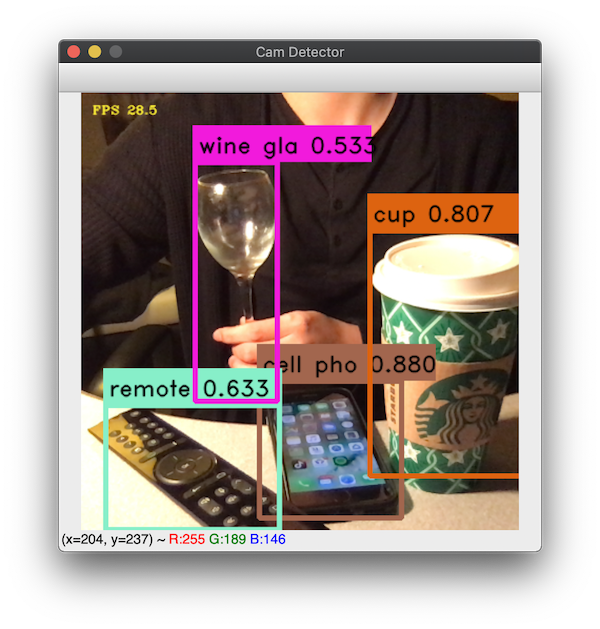 Cam Detector
FPS 28.5
wine gla 0.533
cup 0.807
cell pho 0.880
remote 0.633
STARB
(x=204, y=237) ~ R:255 G:189 B:146